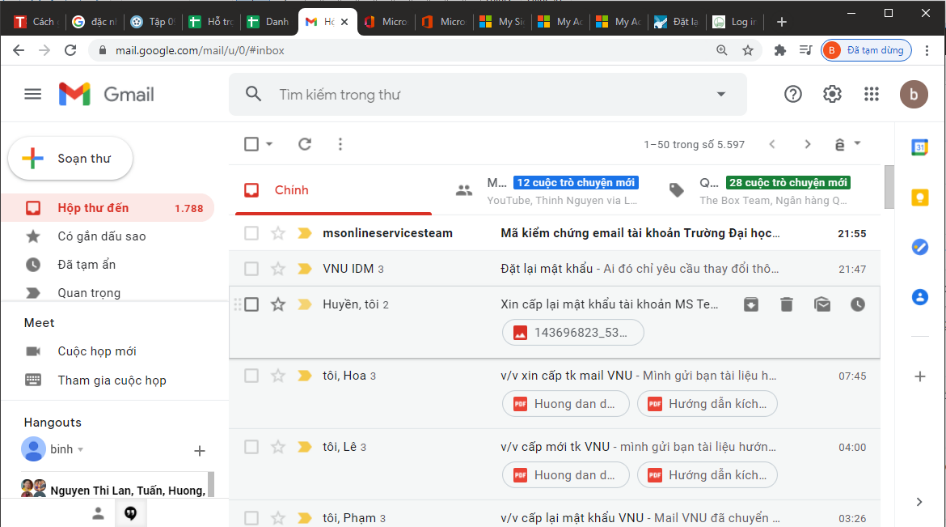 Cách
đặc nh
Tập 0
Hỗ trợ
Danh
Hộ
Micro
Micro
My Si
My Ac
My Ac
Đặt lạ
Log in
mail.google.com/mail/u/0/#inbox
B Đã tạm dừng
Gmail
Tìm kiếm trong thư
b
Soạn thư
Hộp thư đến 1.788
Có gắn dấu sao
Đã tạm ẩn
Quan trọng
Meet
Cuộc họp mới
Tham gia cuộc họp
Hangouts
binh
Nguyen Thi Lan, Tuấn, Huong,
1–50 trong số 5.597
Chính
M... 12 cuộc trò chuyện mới
YouTube, Thinh Nguyen via L...
Q... 28 cuộc trò chuyện mới
The Box Team, Ngân hàng Q...
msonlineservicesteam Mã kiểm chứng email tài khoản Trường Đại học... 21:55
VNU IDM 3 Đặt lại mật khẩu - Ai đó chỉ yêu cầu thay đổi thô... 21:47
Huyền, tôi 2 Xin cấp lại mật khẩu tài khoản MS Te...
143696823_53...
tôi, Hoa 3 v/v xin cấp tk mail VNU - Mình gửi bạn tài liệu h... 07:45
PDF Huong dan d... PDF Hướng dẫn kích...
tôi, Lê 3 v/v cấp mới tk VNU - mình gửi bạn tài liệu hướn... 04:00
PDF Huong dan d... PDF Hướng dẫn kích...
tôi, Phạm 3 v/v cấp lại mật khẩu VNU - Mail VNU đã chuyển ... 03:26
31